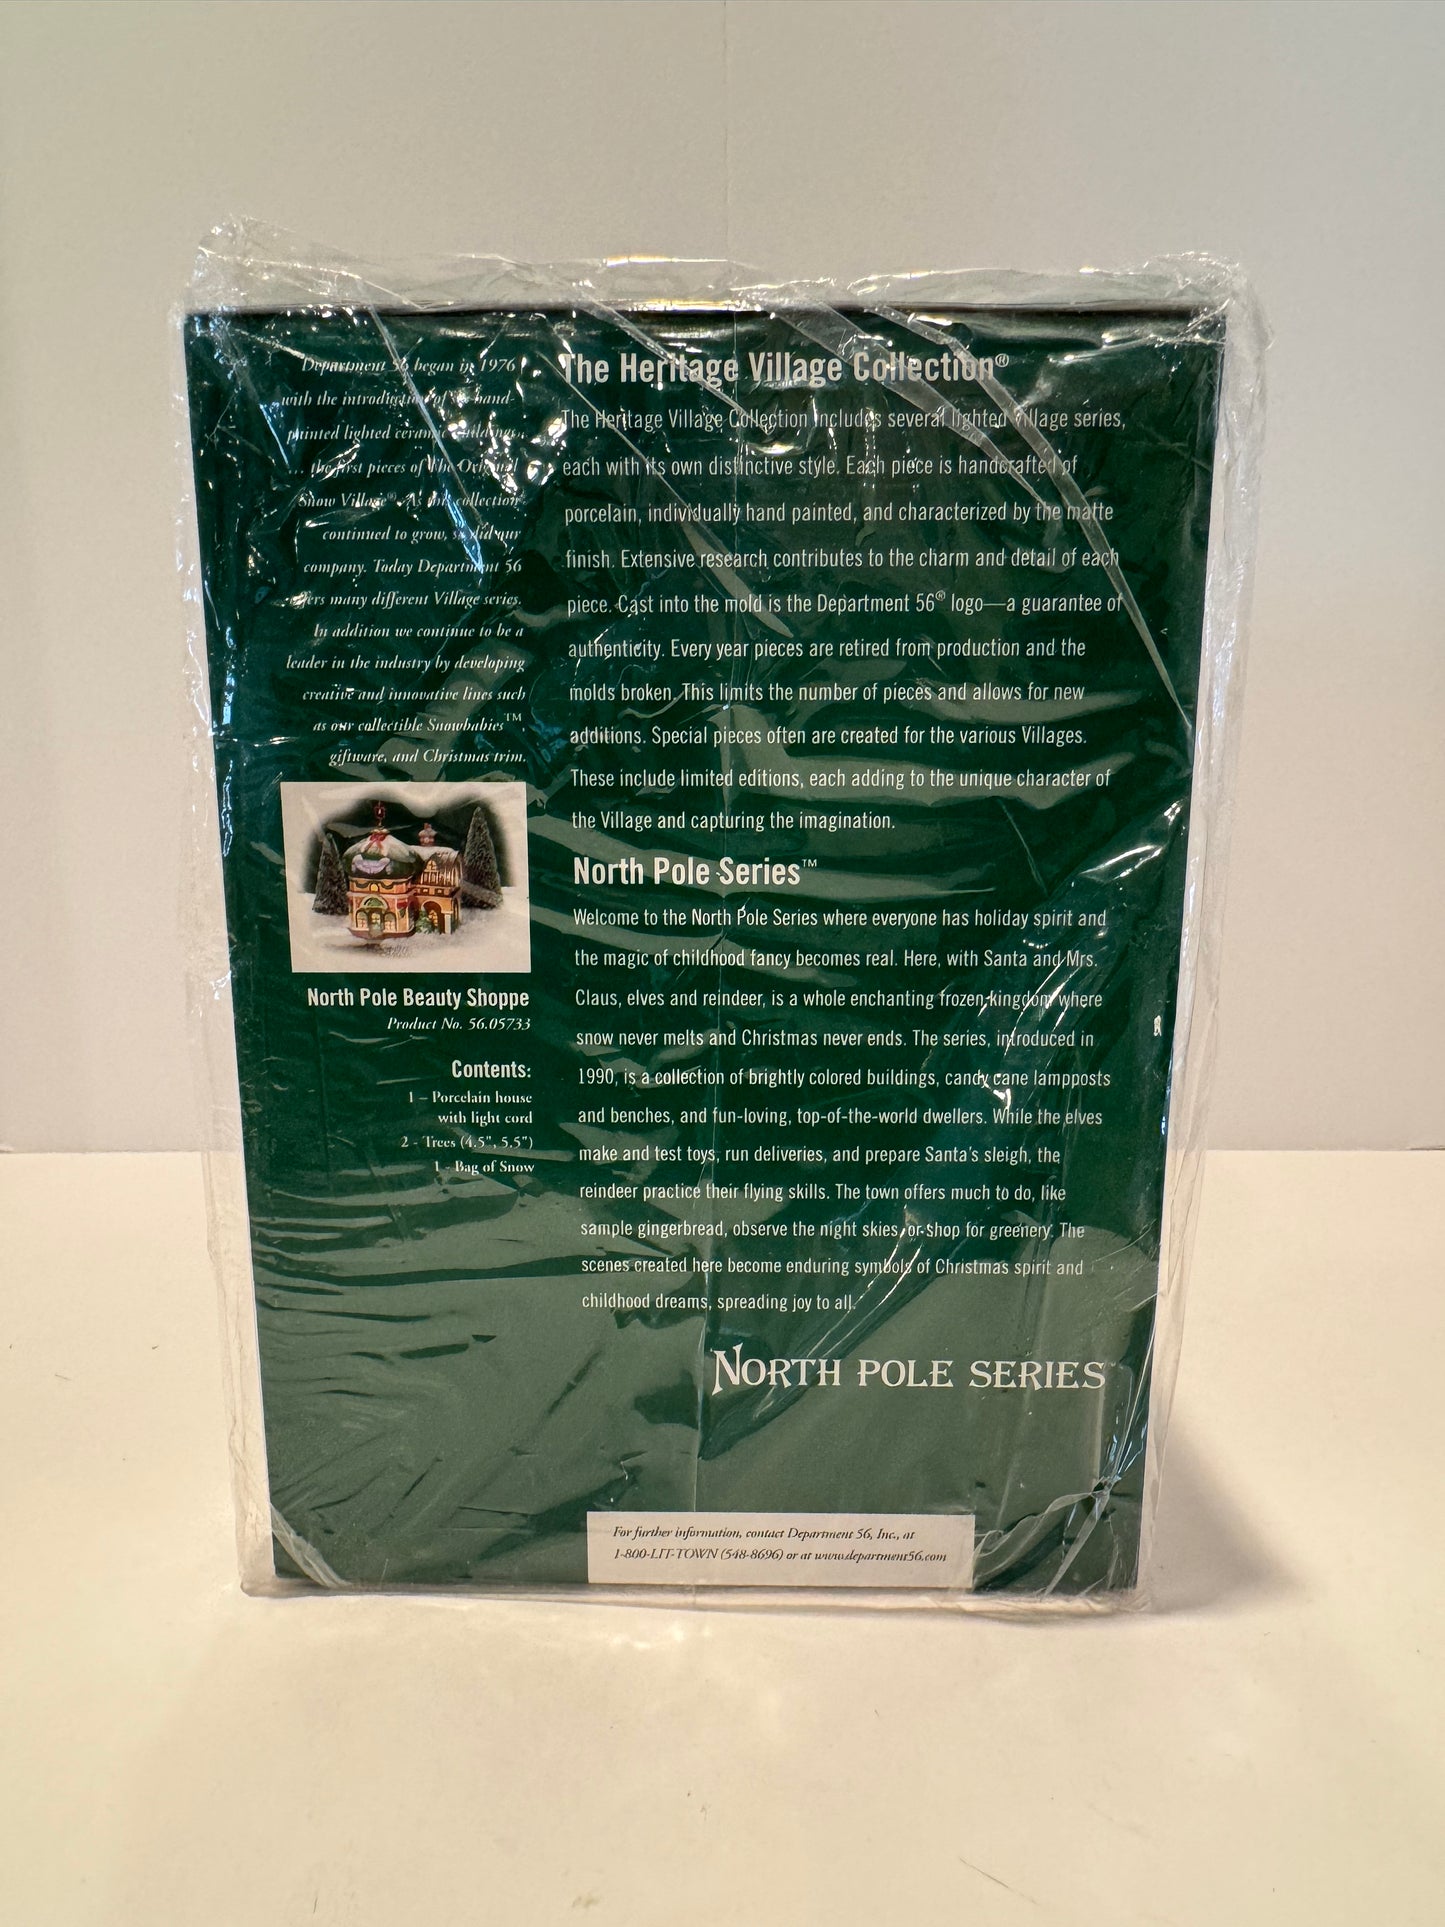 Department 56 began in 1976
with the introduction of six hand-
painted lighted ceramic buildings
... the first pieces of The Original
Snow Village®. As this collection
continued to grow, so did our
company. Today Department 56
offers many different Village series.
In addition we continue to be a
leader in the industry by developing
creative and innovative lines such
as our collectible Snowbabies™,
giftware, and Christmas trim.
North Pole Beauty Shoppe
Product No. 56.05733
Contents:
1 – Porcelain house
with light cord
2 - Trees (4.5", 5.5")
1 - Bag of Snow
The Heritage Village Collection®
The Heritage Village Collection includes several lighted village series,
each with its own distinctive style. Each piece is handcrafted of
porcelain, individually hand painted, and characterized by the matte
finish. Extensive research contributes to the charm and detail of each
piece. Cast into the mold is the Department 56® logo—a guarantee of
authenticity. Every year pieces are retired from production and the
molds broken. This limits the number of pieces and allows for new
additions. Special pieces often are created for the various Villages.
These include limited editions, each adding to the unique character of
the Village and capturing the imagination.
North Pole Series™
Welcome to the North Pole Series where everyone has holiday spirit and
the magic of childhood fancy becomes real. Here, with Santa and Mrs.
Claus, elves and reindeer, is a whole enchanting frozen kingdom where
snow never melts and Christmas never ends. The series, introduced in
1990, is a collection of brightly colored buildings, candy cane lampposts
and benches, and fun-loving, top-of-the-world dwellers. While the elves
make and test toys, run deliveries, and prepare Santa's sleigh, the
reindeer practice their flying skills. The town offers much to do, like
sample gingerbread, observe the night skies, or shop for greenery. The
scenes created here become enduring symbols of Christmas spirit and
childhood dreams, spreading joy to all.
NORTH POLE SERIES
For further information, contact Department 56, Inc., at
1-800-LIT-TOWN (548-8696) or at www.department56.com